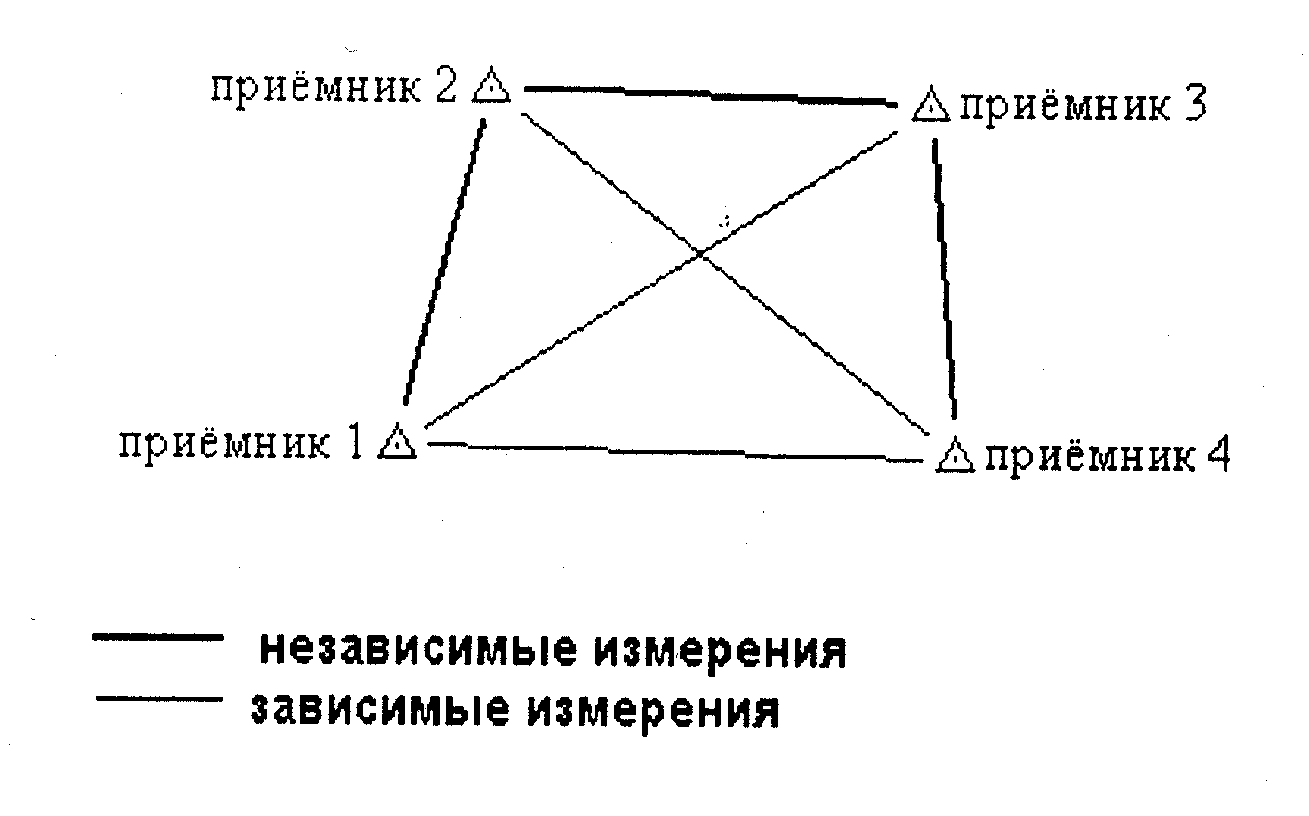 приёмник 2
приёмник 3
приёмник 1
приёмник 4
независимые измерения
зависимые измерения